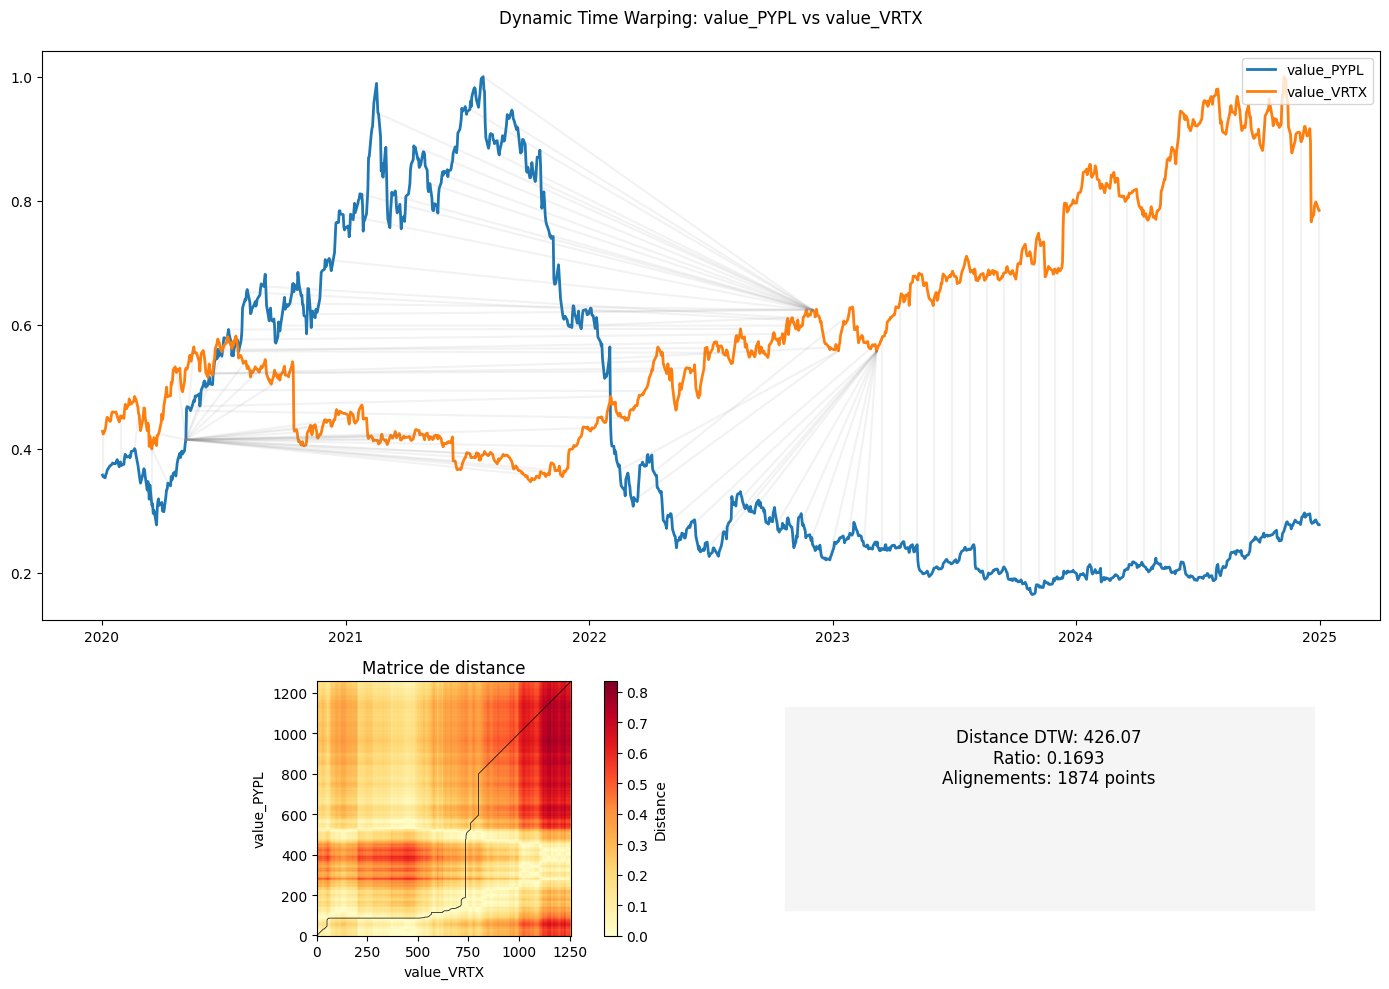 Dynamic Time Warping: value_PYPL vs value_VRTX
value_PYPL
value_VRTX
1.0
0.8
0.6
0.4
0.2
2020 2021 2022 2023 2024 2025
Matrice de distance
value_PYPL
1200
1000
800
600
400
200
0
0 250 500 750 1000 1250
value_VRTX
0.8
0.7
0.6
0.5
0.4
0.3
0.2
0.1
0.0
Distance
Distance DTW: 426.07
Ratio: 0.1693
Alignements: 1874 points